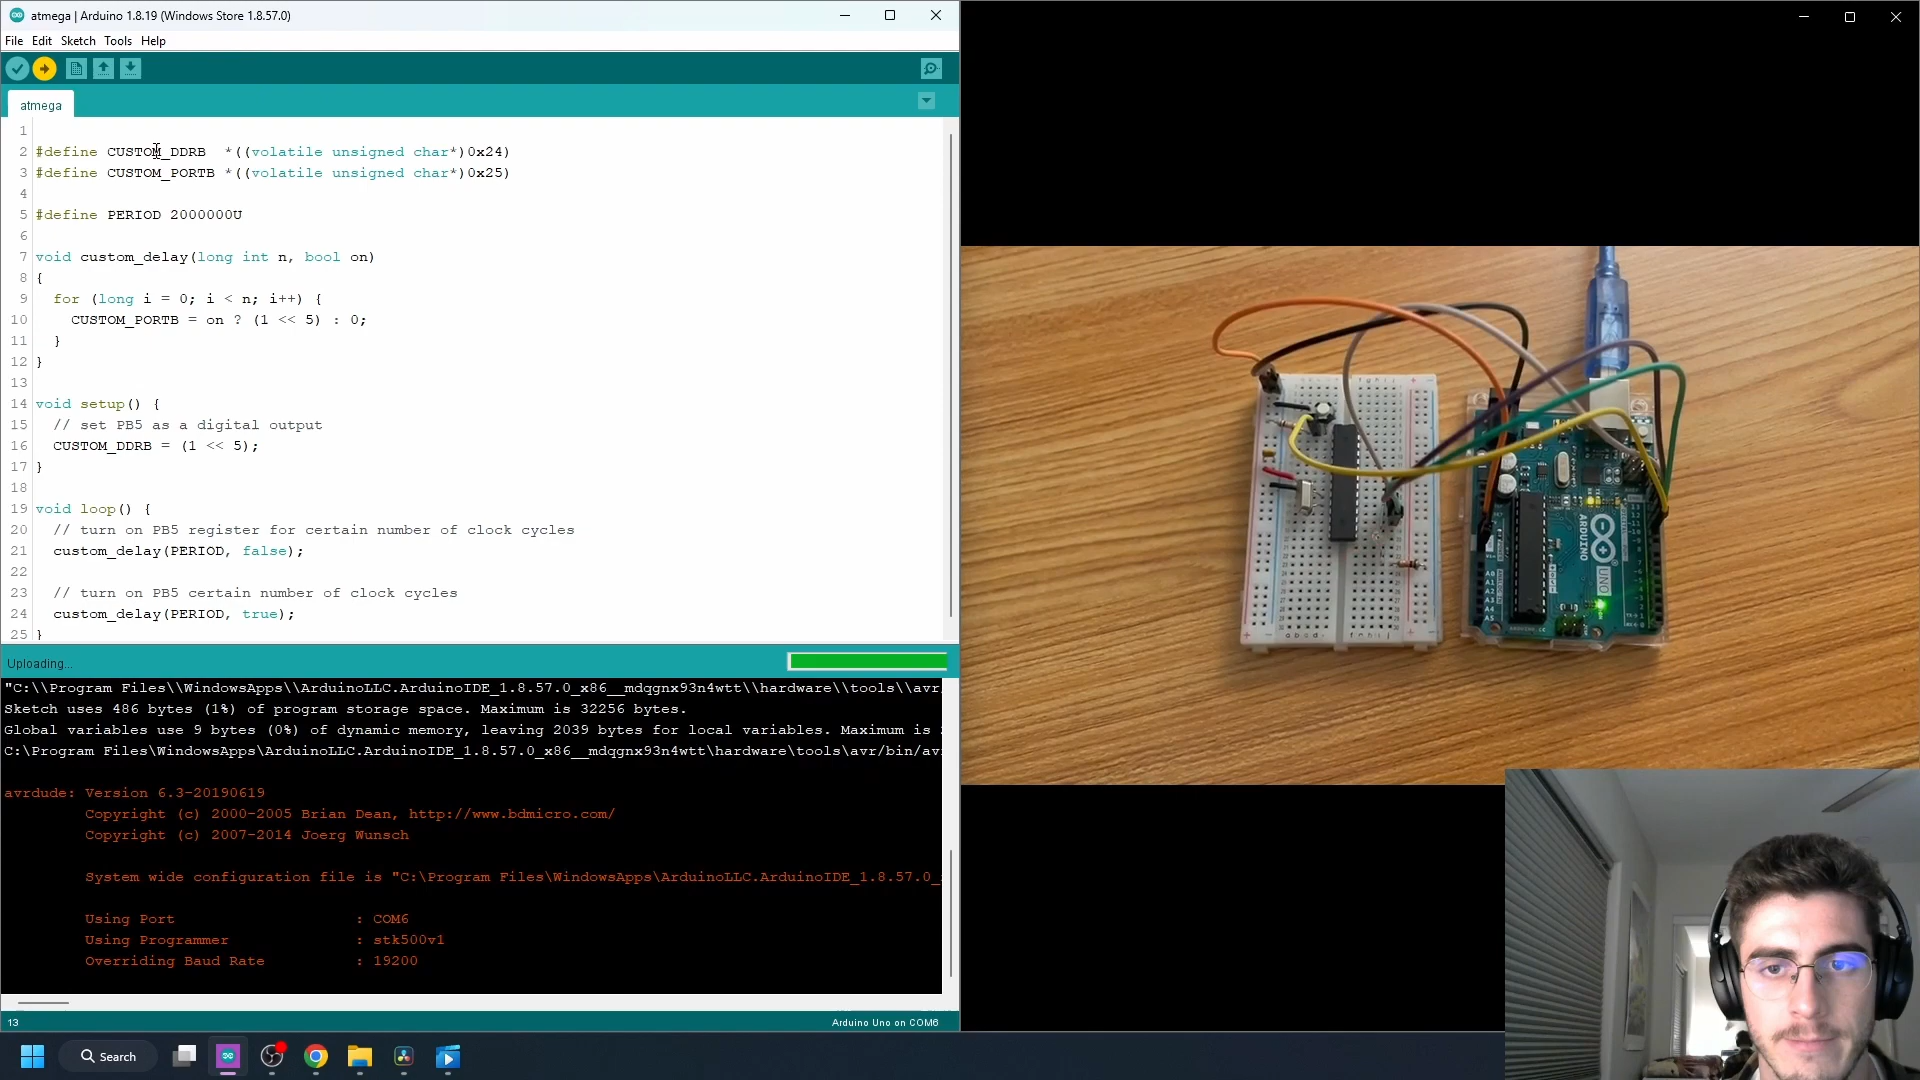 atmega | Arduino 1.8.19 (Windows Store 1.8.57.0)
File Edit Sketch Tools Help
atmega
1
2 #define CUSTOM_DDRB  *((volatile unsigned char*)0x24)
3 #define CUSTOM_PORTB *((volatile unsigned char*)0x25)
4
5 #define PERIOD 2000000U
6
7 void custom_delay(long int n, bool on)
8 {
9   for (long i = 0; i < n; i++) {
10     CUSTOM_PORTB = on ? (1 << 5) : 0;
11   }
12 }
13
14 void setup() {
15   // set PB5 as a digital output
16   CUSTOM_DDRB = (1 << 5);
17 }
18
19 void loop() {
20   // turn on PB5 register for certain number of clock cycles
21   custom_delay(PERIOD, false);
22
23   // turn on PB5 certain number of clock cycles
24   custom_delay(PERIOD, true);
25 }
Uploading...
"C:\\Program Files\\WindowsApps\\ArduinoLLC.ArduinoIDE_1.8.57.0_x86__mdqgnx93n4wtt\\hardware\\tools\\avr/
Sketch uses 486 bytes (1%) of program storage space. Maximum is 32256 bytes.
Global variables use 9 bytes (0%) of dynamic memory, leaving 2039 bytes for local variables. Maximum is
C:\Program Files\WindowsApps\ArduinoLLC.ArduinoIDE_1.8.57.0_x86__mdqgnx93n4wtt\hardware\tools\avr/bin/av
avrdude: Version 6.3-20190619
Copyright (c) 2000-2005 Brian Dean, http://www.bdmicro.com/
Copyright (c) 2007-2014 Joerg Wunsch
System wide configuration file is "C:\Program Files\WindowsApps\ArduinoLLC.ArduinoIDE_1.8.57.0_
Using Port : COM6
Using Programmer : stk500v1
Overriding Baud Rate : 19200
13
Arduino Uno on COM6
Search
ARDUINO
UNO
A0
A1
A2
A3
A4
A5